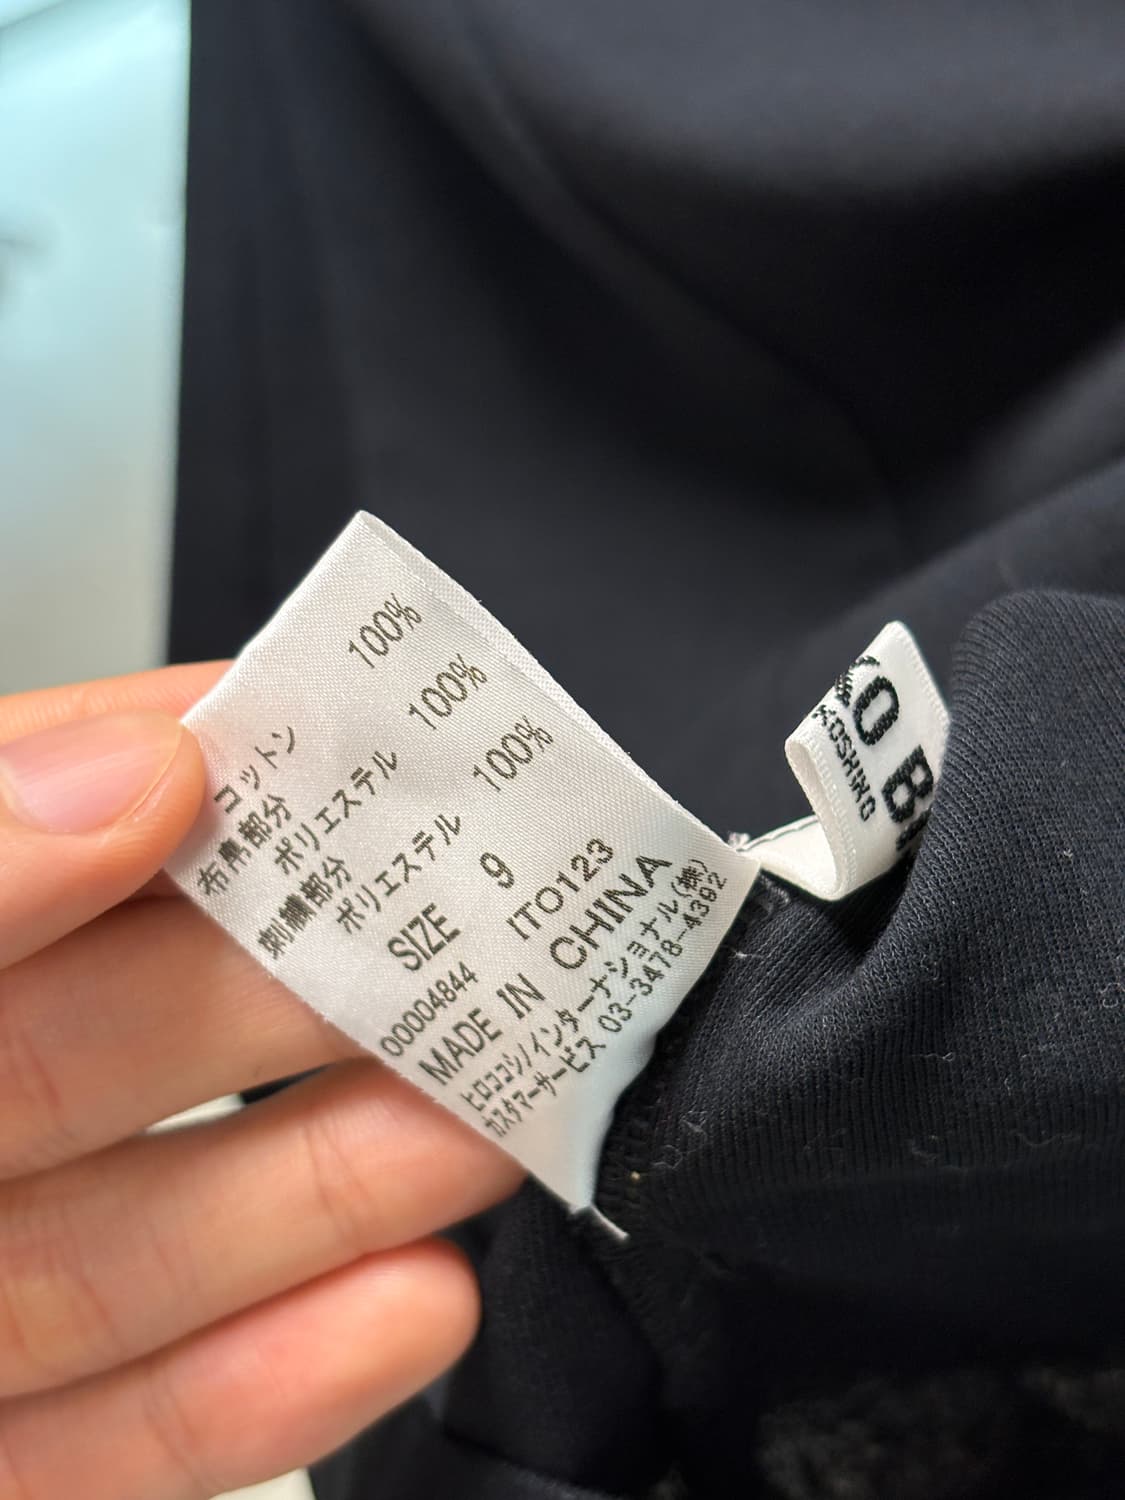 コットン 100%
布帛部分
ポリエステル 100%
刺繍部分
ポリエステル 100%
SIZE 9
00004844 ITO123
MADE IN CHINA
ヒロココシノインターナショナル(株)
カスタマーサービス 03-3478-4392
KO B
KOSHINO